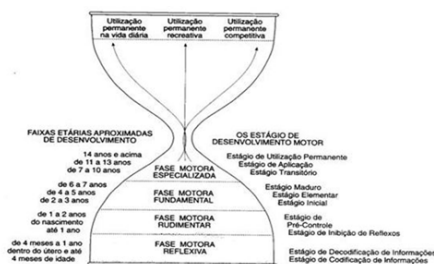 Utilização permanente na vida diária
Utilização permanente recreativa
Utilização permanente competitiva
FAIXAS ETÁRIAS APROXIMADAS DE DESENVOLVIMENTO
OS ESTÁGIO DE DESENVOLVIMENTO MOTOR
14 anos e acima
de 11 a 13 anos
de 7 a 10 anos
FASE MOTORA ESPECIALIZADA
Estágio de Utilização Permanente
Estágio de Aplicação
Estágio Transitório
de 6 a 7 anos
de 4 a 5 anos
de 2 a 3 anos
FASE MOTORA FUNDAMENTAL
Estágio Maduro
Estágio Elementar
Estágio Inicial
de 1 a 2 anos
do nascimento
até 1 ano
FASE MOTORA RUDIMENTAR
Estágio de
Pré-Controle
Estágio de Inibição de Reflexos
de 4 meses a 1 ano
dentro do útero e até
4 meses de idade
FASE MOTORA REFLEXIVA
Estágio de Decodificação de Informações
Estágio de Codificação de Informações